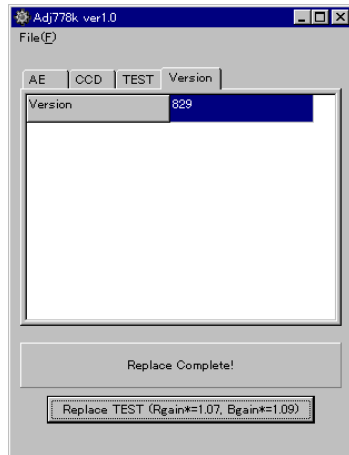 Adj778k ver1.0
File(F)
AE CCD TEST Version
Version 829
Replace Complete!
Replace TEST (Rgain*=1.07, Bgain*=1.09)